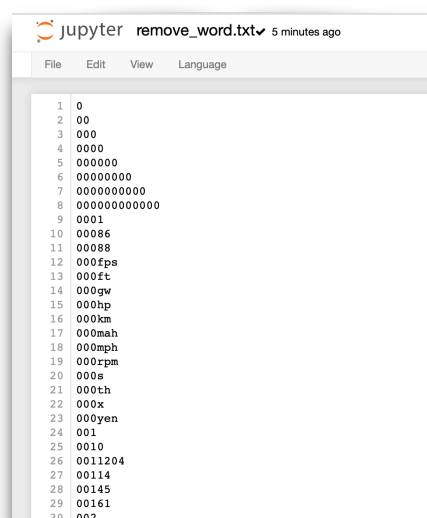 jupyter remove_word.txt✔ 5 minutes ago
File Edit View Language
1 0
2 00
3 000
4 0000
5 000000
6 00000000
7 0000000000
8 000000000000
9 0001
10 00086
11 00088
12 000fps
13 000ft
14 000gw
15 000hp
16 000km
17 000mah
18 000mph
19 000rpm
20 000s
21 000th
22 000x
23 000yen
24 001
25 0010
26 0011204
27 00114
28 00145
29 00161
30 002